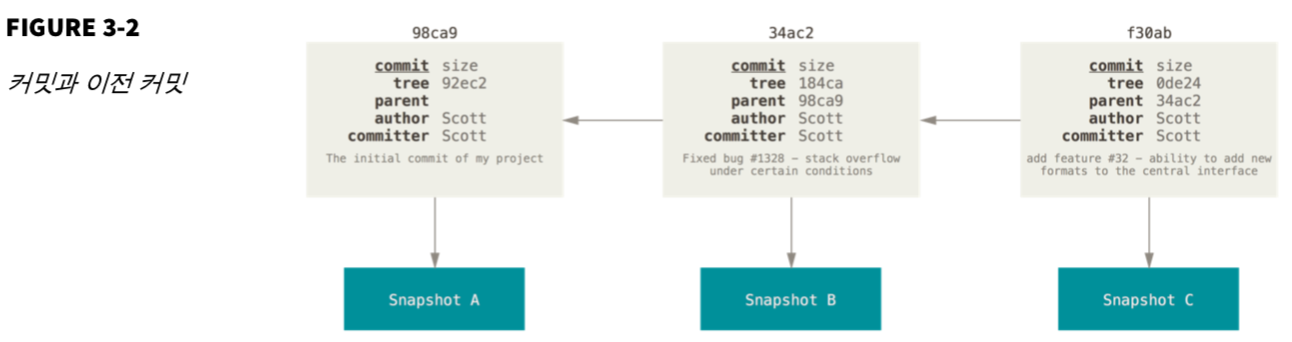 FIGURE 3-2
커밋과 이전 커밋
98ca9
commit size
tree 92ec2
parent
author Scott
committer Scott
The initial commit of my project
Snapshot A
34ac2
commit size
tree 184ca
parent 98ca9
author Scott
committer Scott
Fixed bug #1328 – stack overflow
under certain conditions
Snapshot B
f30ab
commit size
tree 0de24
parent 34ac2
author Scott
committer Scott
add feature #32 – ability to add new
formats to the central interface
Snapshot C